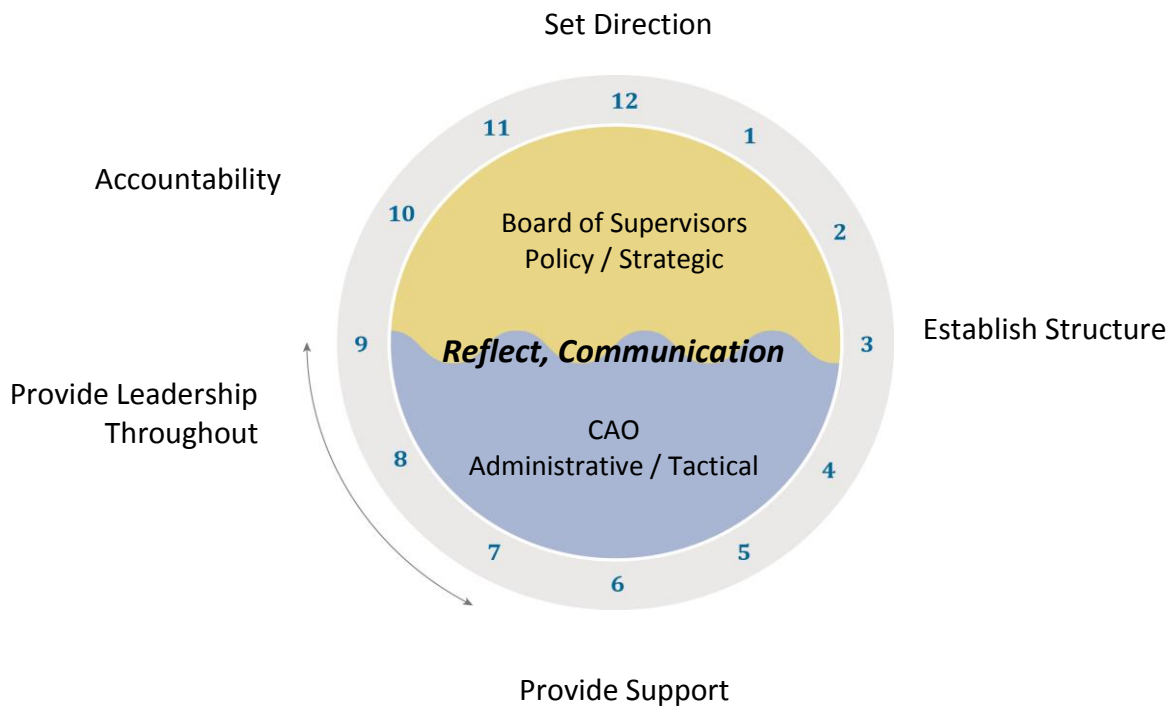 Set Direction
12
11
1
Accountability
10
2
Board of Supervisors
Policy / Strategic
Establish Structure
9
3
Reflect, Communication
Provide Leadership
Throughout
CAO
Administrative / Tactical
8
4
7
5
6
Provide Support